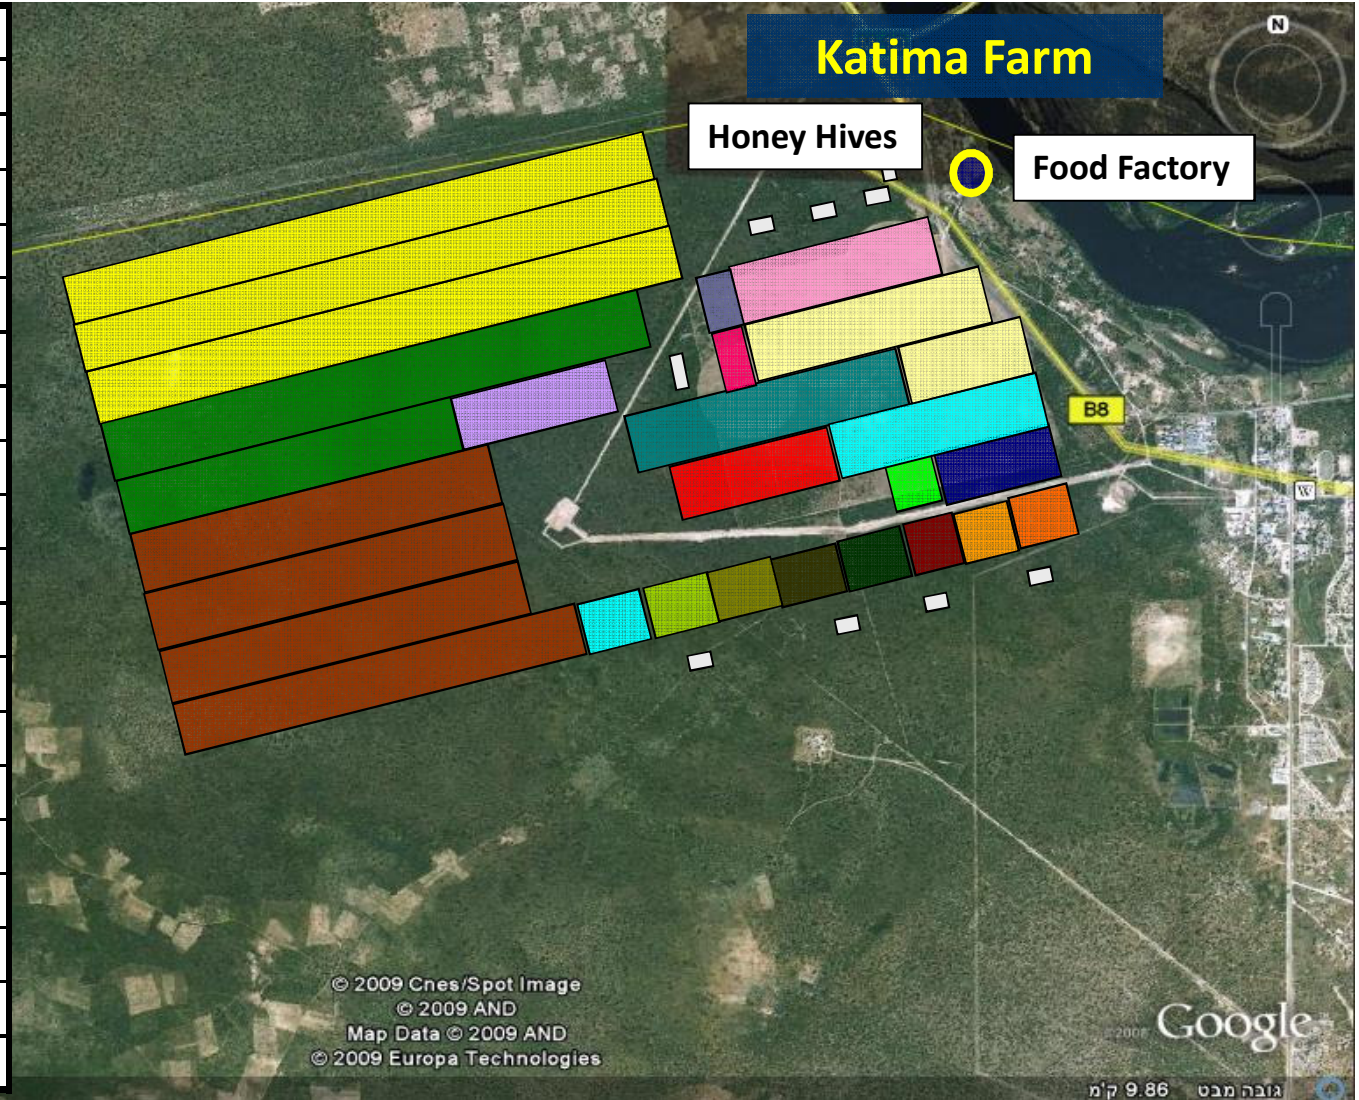 N
Katima Farm
Honey Hives
Food Factory
B8
W
© 2009 Cnes/Spot Image
© 2009 AND
Map Data © 2009 AND
© 2009 Europa Technologies
©2008 Google
גובה מבט 9.86 ק'מ